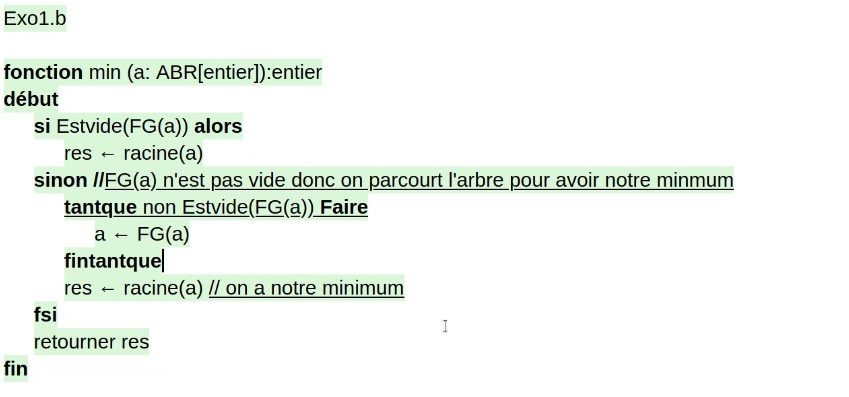 Exo1.b
fonction min (a: ABR[entier]):entier
début
si Estvide(FG(a)) alors
res ← racine(a)
sinon //FG(a) n'est pas vide donc on parcourt l'arbre pour avoir notre minmum
tantque non Estvide(FG(a)) Faire
a ← FG(a)
fintantque
res ← racine(a) // on a notre minimum
fsi
retourner res
fin